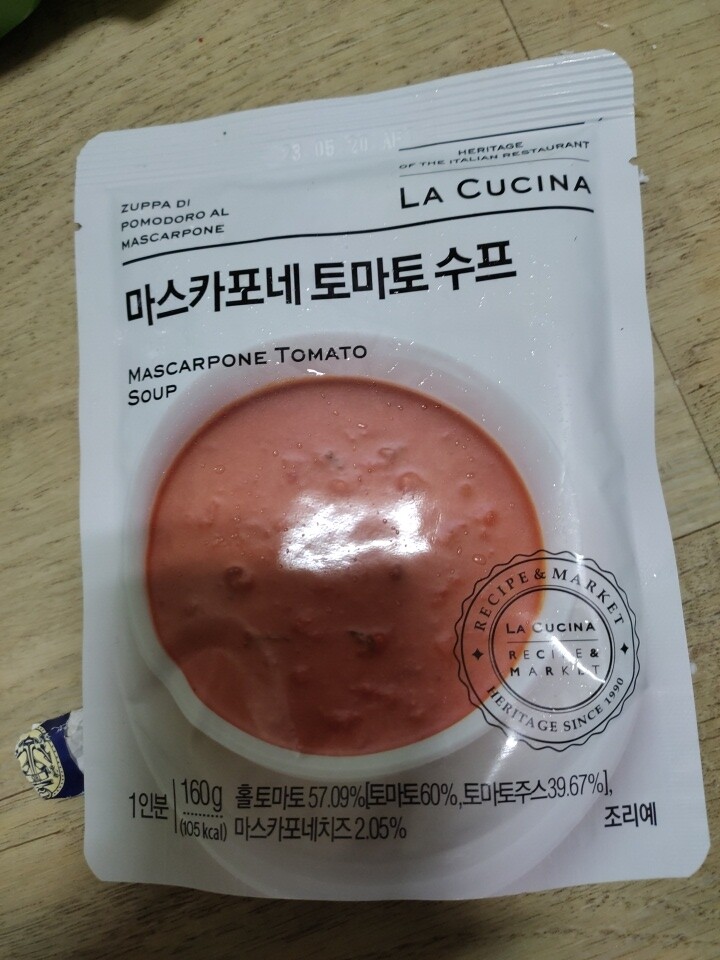 HERITAGE
OF THE ITALIAN RESTAURANT
LA CUCINA
ZUPPA DI
POMODORO AL
MASCARPONE
마스카포네 토마토 수프
MASCARPONE TOMATO
SOUP
RECIPE & MARKET
LA CUCINA
RECIPE &
MARKET
HERITAGE SINCE 1990
1인분 160g 홀토마토 57.09%[토마토60%,토마토주스39.67%],
(105 kcal) 마스카포네치즈 2.05%
조리예